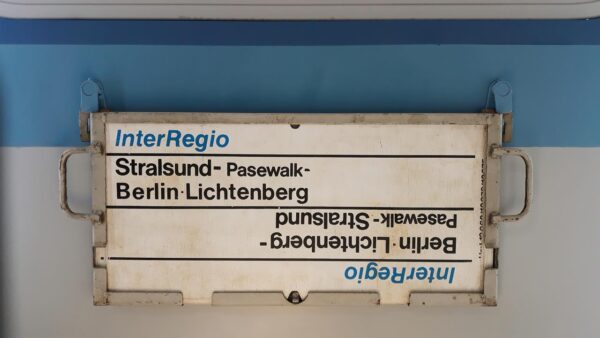 InterRegio
Stralsund- Pasewalk-
Berlin-Lichtenberg
InterRegio
Berlin-Lichtenberg-
Pasewalk-Stralsund